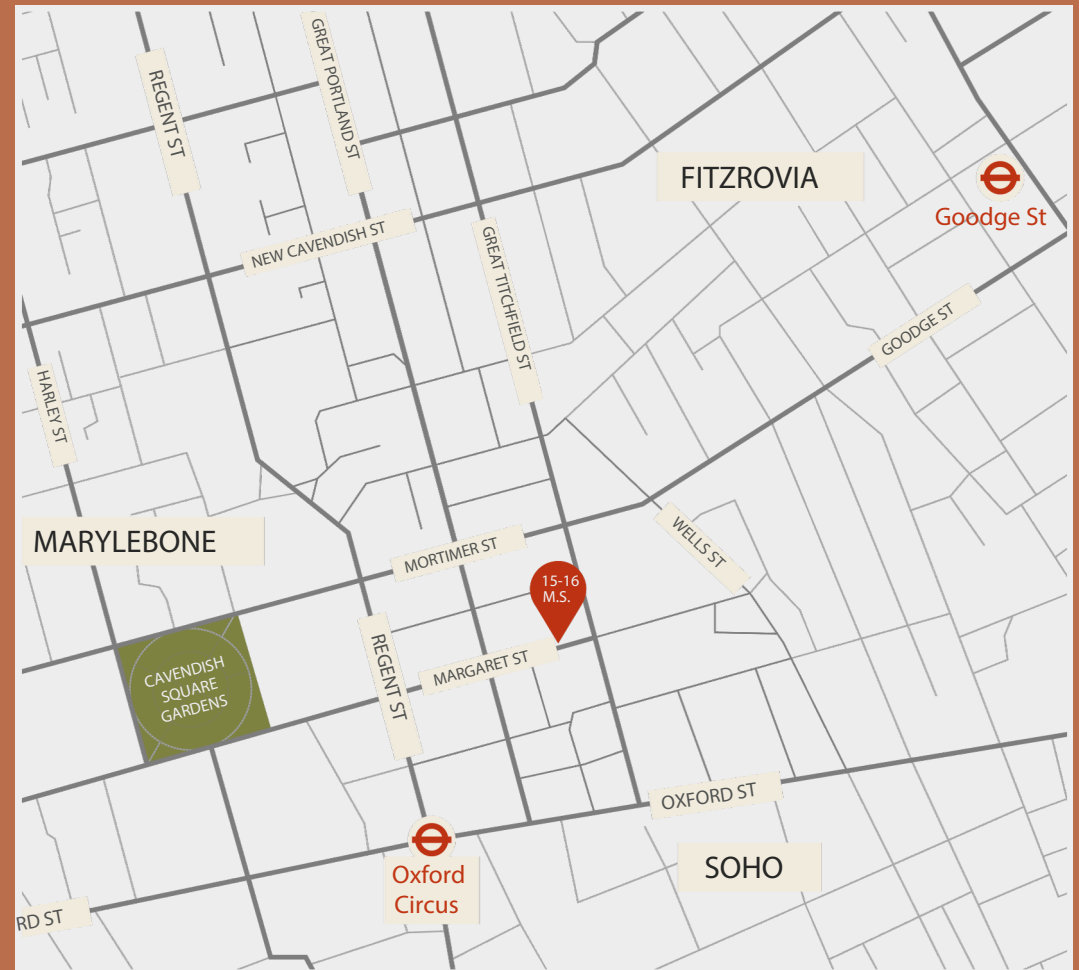 REGENT ST
GREAT PORTLAND ST
FITZROVIA
Goodge St
NEW CAVENDISH ST
GREAT TITCHFIELD ST
GOODGE ST
HARLEY ST
MARYLEBONE
MORTIMER ST
WELLS ST
15-16
M.S.
CAVENDISH
SQUARE
GARDENS
REGENT ST
MARGARET ST
OXFORD ST
SOHO
Oxford
Circus
RD ST